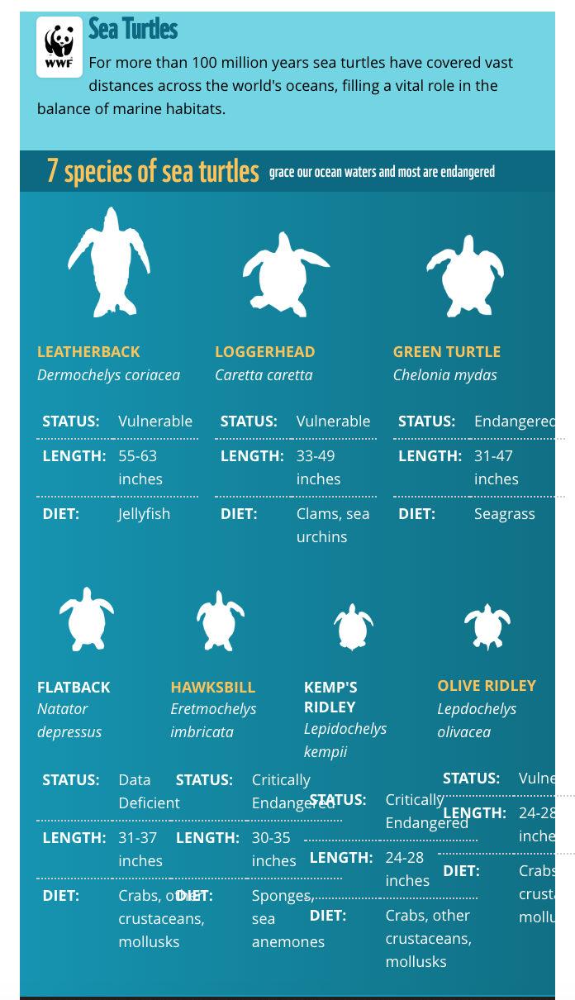 WWF
Sea Turtles
For more than 100 million years sea turtles have covered vast
distances across the world's oceans, filling a vital role in the
balance of marine habitats.
7 species of sea turtles grace our ocean waters and most are endangered
LEATHERBACK
Dermochelys coriacea
STATUS: Vulnerable
LENGTH: 55-63
inches
DIET: Jellyfish
LOGGERHEAD
Caretta caretta
STATUS: Vulnerable
LENGTH: 33-49
inches
DIET: Clams, sea
urchins
GREEN TURTLE
Chelonia mydas
STATUS: Endangered
LENGTH: 31-47
inches
DIET: Seagrass
FLATBACK
Natator
depressus
STATUS: Data
Deficient
LENGTH: 31-37
inches
DIET: Crabs, other
crustaceans,
mollusks
HAWKSBILL
Eretmochelys
imbricata
STATUS: Critically
Endangered
LENGTH: 30-35
inches
DIET: Sponges,
sea
anemones
KEMP'S
RIDLEY
Lepidochelys
kempii
STATUS: Critically
Endangered
LENGTH: 24-28
inches
DIET: Crabs, other
crustaceans,
mollusks
OLIVE RIDLEY
Lepdochelys
olivacea
STATUS: Vulne
LENGTH: 24-28
inche
DIET: Crabs
crusta
mollu